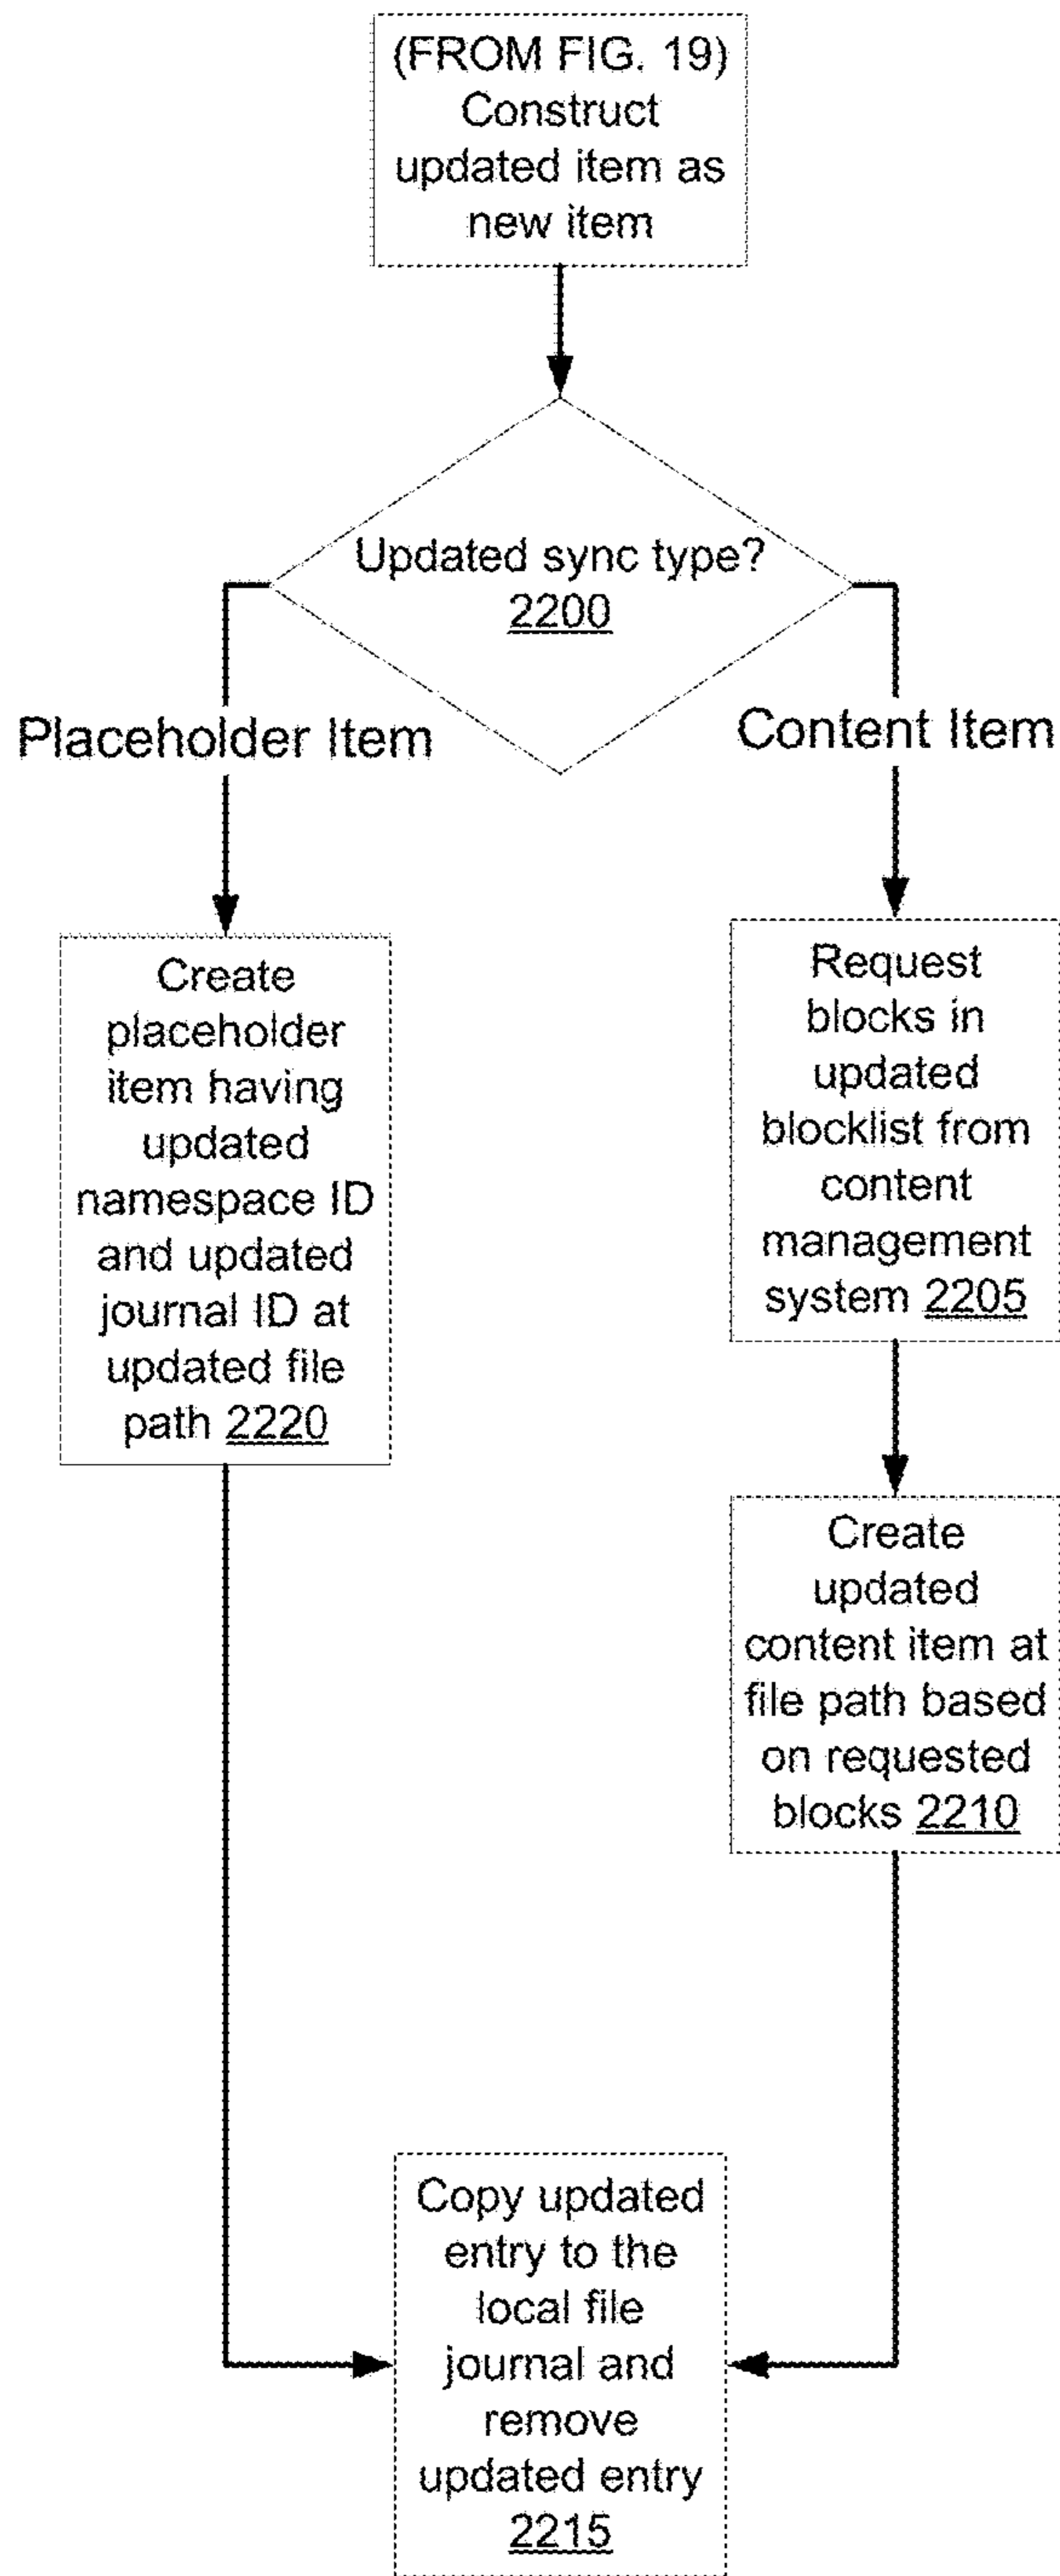 (FROM FIG. 19)
Construct
updated item as
new item
Updated sync type?
2200
Placeholder Item
Content Item
Create
placeholder
item having
updated
namespace ID
and updated
journal ID at
updated file
path 2220
Request
blocks in
updated
blocklist from
content
management
system 2205
Create
updated
content item at
file path based
on requested
blocks 2210
Copy updated
entry to the
local file
journal and
remove
updated entry
2215